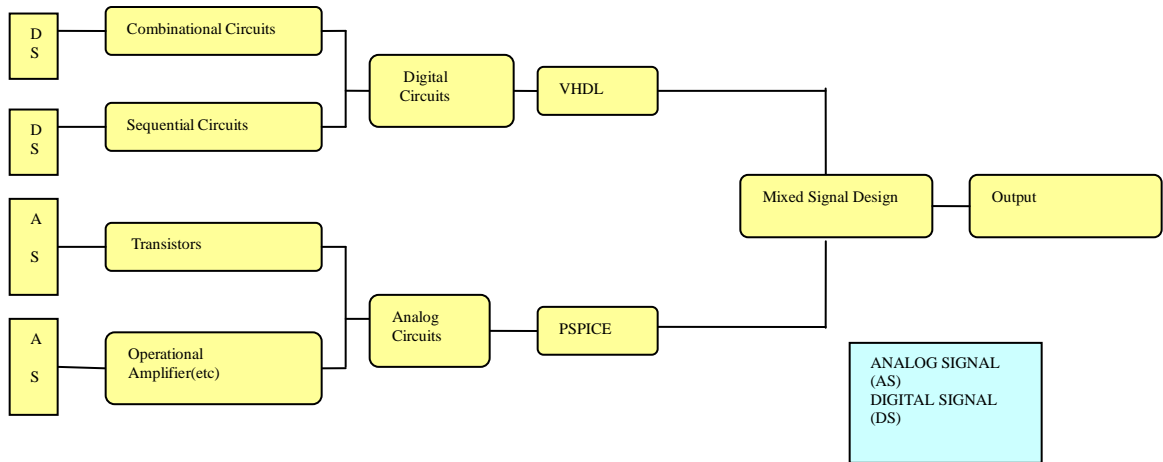 D
S
Combinational Circuits
Digital
Circuits
VHDL
D
S
Sequential Circuits
Mixed Signal Design
Output
A
S
Transistors
Analog
Circuits
PSPICE
A
S
Operational
Amplifier(etc)
ANALOG SIGNAL
(AS)
DIGITAL SIGNAL
(DS)